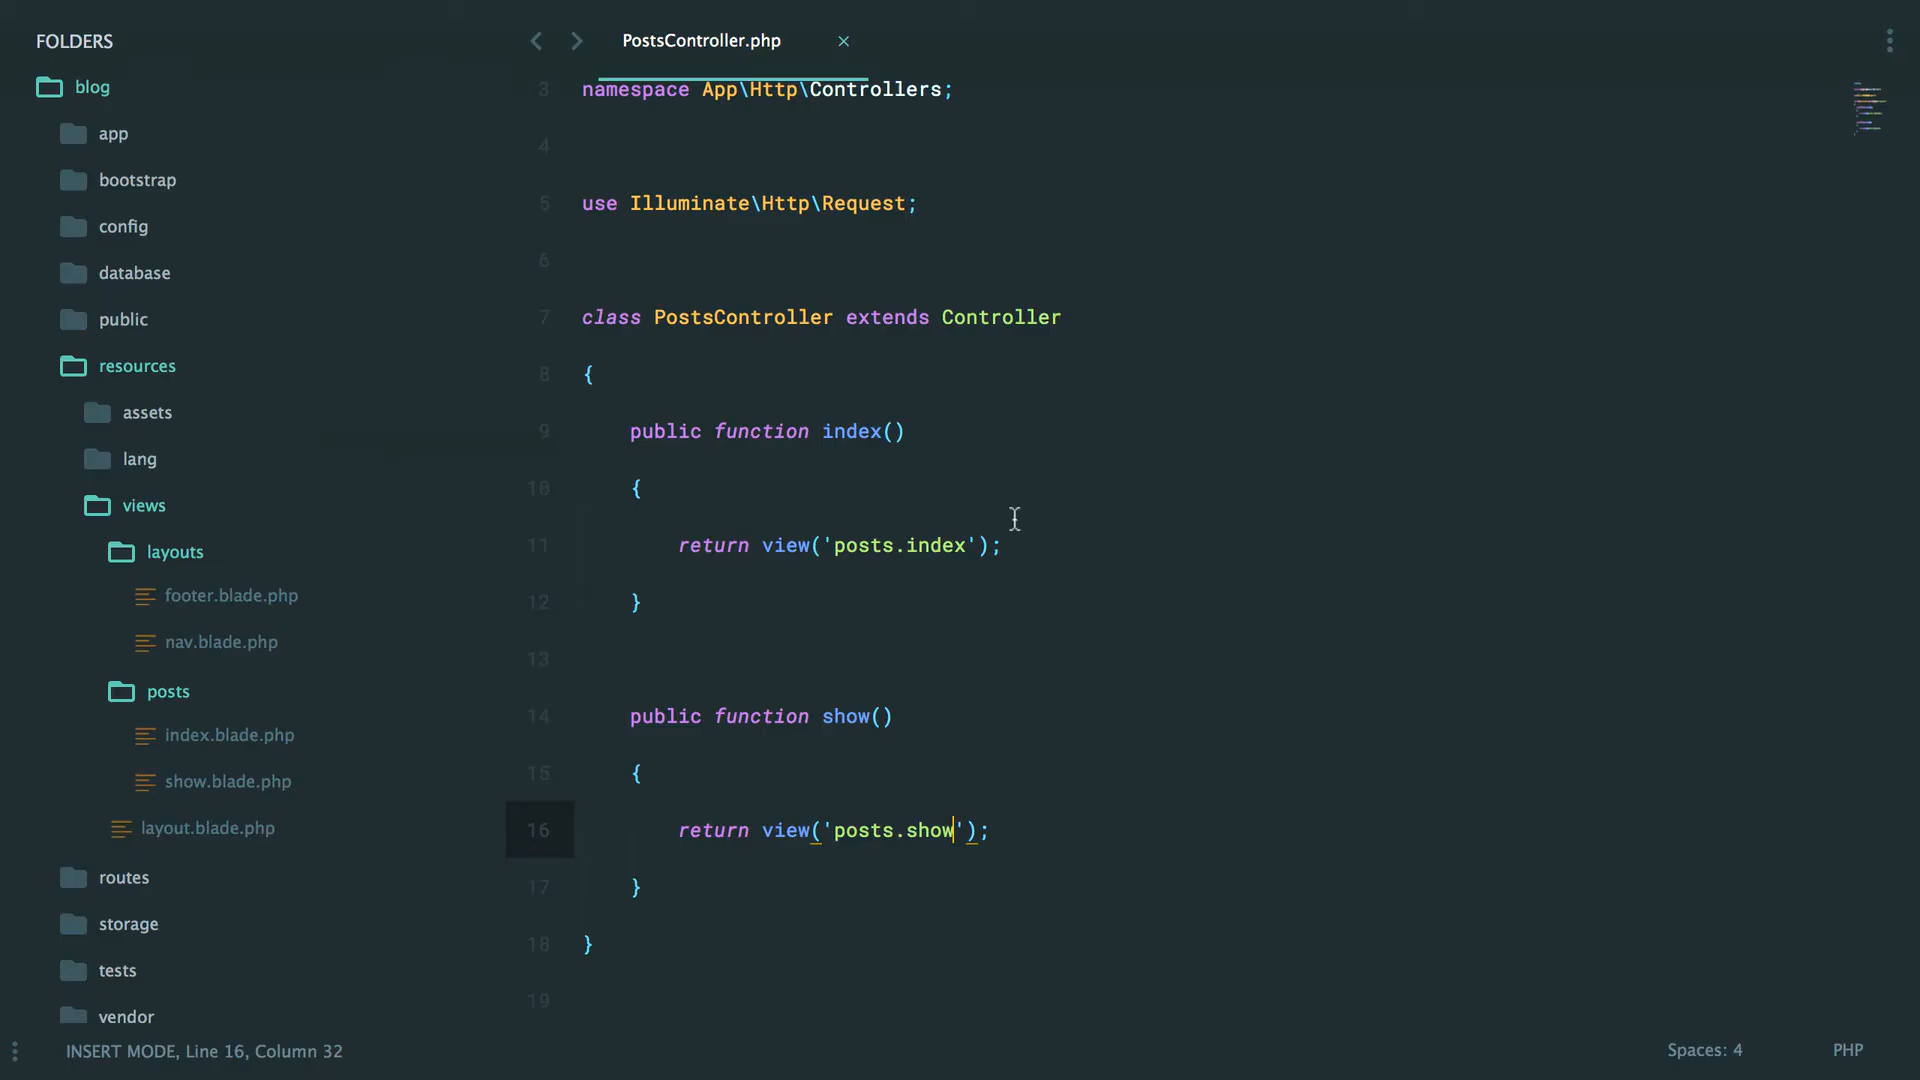 FOLDERS
blog
app
bootstrap
config
database
public
resources
assets
lang
views
layouts
footer.blade.php
nav.blade.php
posts
index.blade.php
show.blade.php
layout.blade.php
routes
storage
tests
vendor
PostsController.php ×
3 namespace App\Http\Controllers;
4
5 use Illuminate\Http\Request;
6
7 class PostsController extends Controller
8 {
9 public function index()
10 {
11 return view('posts.index');
12 }
13
14 public function show()
15 {
16 return view('posts.show');
17 }
18 }
19
INSERT MODE, Line 16, Column 32
Spaces: 4 PHP